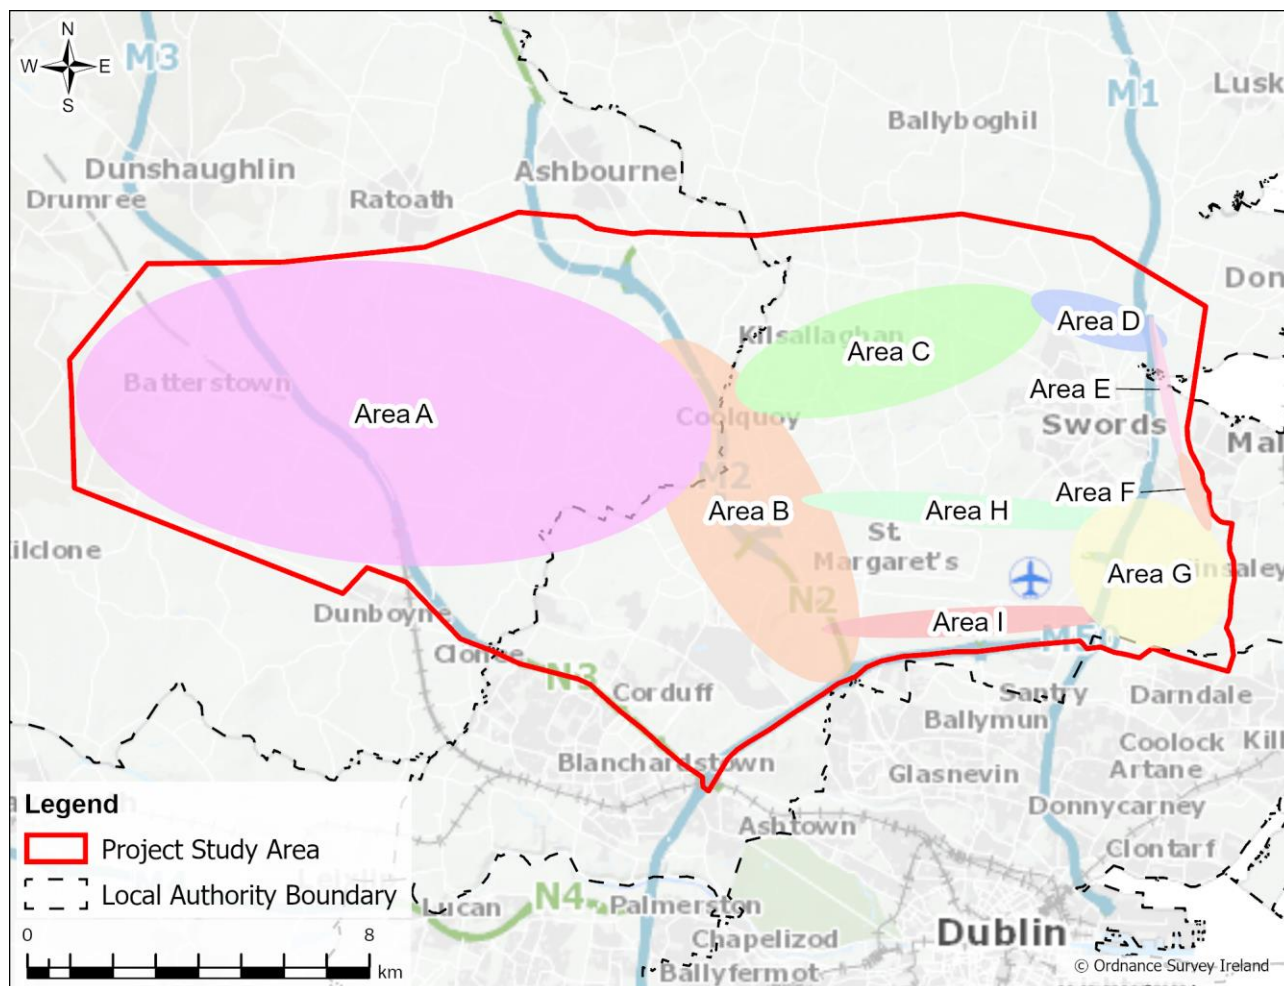 N
W E
S
M3
M1
Lusk
Ballyboghil
Dunshaughlin
Ashbourne
Drumree
Ratoath
Don
Area D
Kilsallaghan
Area C
Batterstown
Area E
Area A
Coolquoy
Swords
Mal
M2
Area F
Area B
Area H
St.
Margaret's
ilclone
Area G
insaley
N2
Dunboyne
Area I
M50
Clonee
N3
Corduff
Santry
Darndale
Ballymun
Coolock
Kil
Blanchardstown
Glasnevin
Artane
Legend
Donnycarney
Project Study Area
Ashtown
Clontarf
Local Authority Boundary
Lucan
N4
Palmerston
0 8
km
Chapelizod
Dublin
Ballyfermot
© Ordnance Survey Ireland